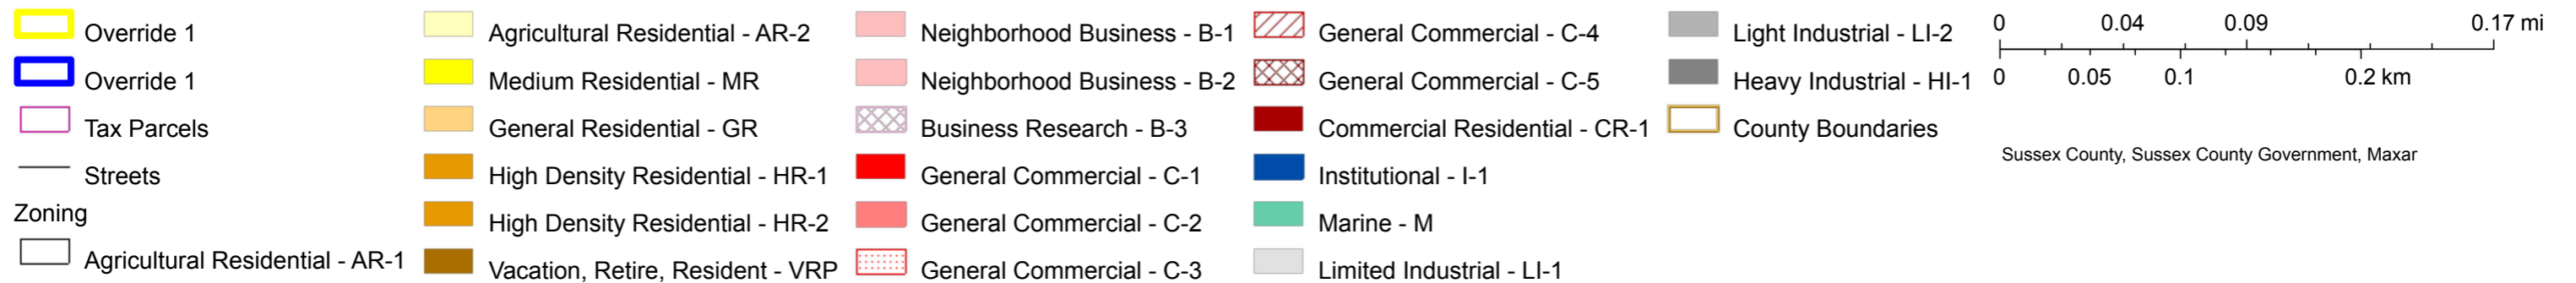 Override 1
Override 1
Tax Parcels
Streets
Zoning
Agricultural Residential - AR-1
Agricultural Residential - AR-2
Medium Residential - MR
General Residential - GR
High Density Residential - HR-1
High Density Residential - HR-2
Vacation, Retire, Resident - VRP
Neighborhood Business - B-1
Neighborhood Business - B-2
Business Research - B-3
General Commercial - C-1
General Commercial - C-2
General Commercial - C-3
General Commercial - C-4
General Commercial - C-5
Commercial Residential - CR-1
Institutional - I-1
Marine - M
Limited Industrial - LI-1
Light Industrial - LI-2
Heavy Industrial - HI-1
County Boundaries
0 0.04 0.09 0.17 mi
0 0.05 0.1 0.2 km
Sussex County, Sussex County Government, Maxar